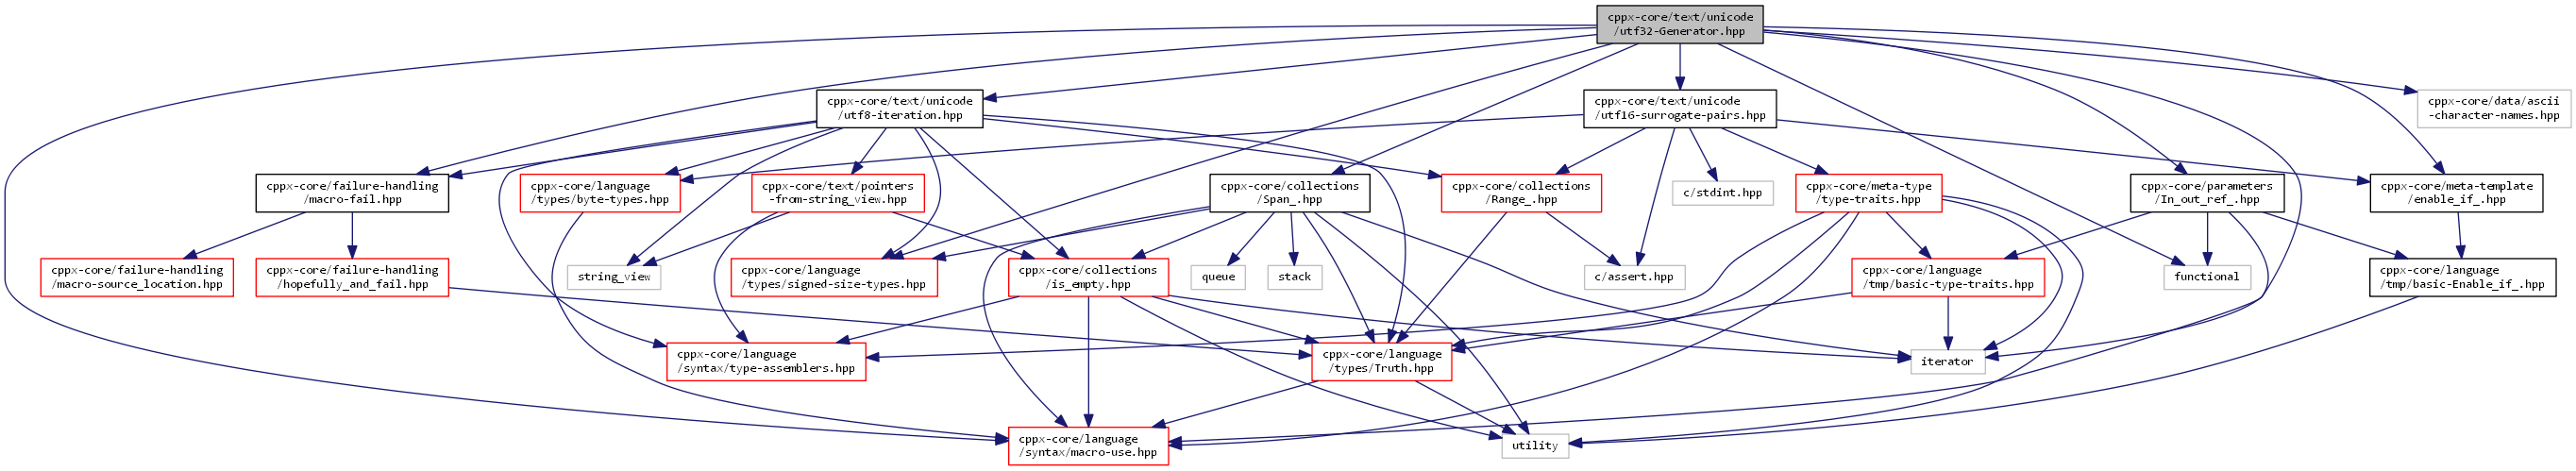 cppx-core/text/unicode
/utf32-Generator.hpp
cppx-core/text/unicode
/utf8-iteration.hpp
cppx-core/text/unicode
/utf16-surrogate-pairs.hpp
cppx-core/data/ascii
-character-names.hpp
cppx-core/failure-handling
/macro-fail.hpp
cppx-core/language
/types/byte-types.hpp
cppx-core/text/pointers
-from-string_view.hpp
cppx-core/collections
/Span_.hpp
cppx-core/collections
/Range_.hpp
c/stdint.hpp
cppx-core/meta-type
/type-traits.hpp
cppx-core/parameters
/In_out_ref_.hpp
cppx-core/meta-template
/enable_if_.hpp
cppx-core/failure-handling
/macro-source_location.hpp
cppx-core/failure-handling
/hopefully_and_fail.hpp
string_view
cppx-core/language
/types/signed-size-types.hpp
cppx-core/collections
/is_empty.hpp
queue
stack
c/assert.hpp
cppx-core/language
/tmp/basic-type-traits.hpp
functional
cppx-core/language
/tmp/basic-Enable_if_.hpp
cppx-core/language
/syntax/type-assemblers.hpp
cppx-core/language
/types/Truth.hpp
iterator
cppx-core/language
/syntax/macro-use.hpp
utility